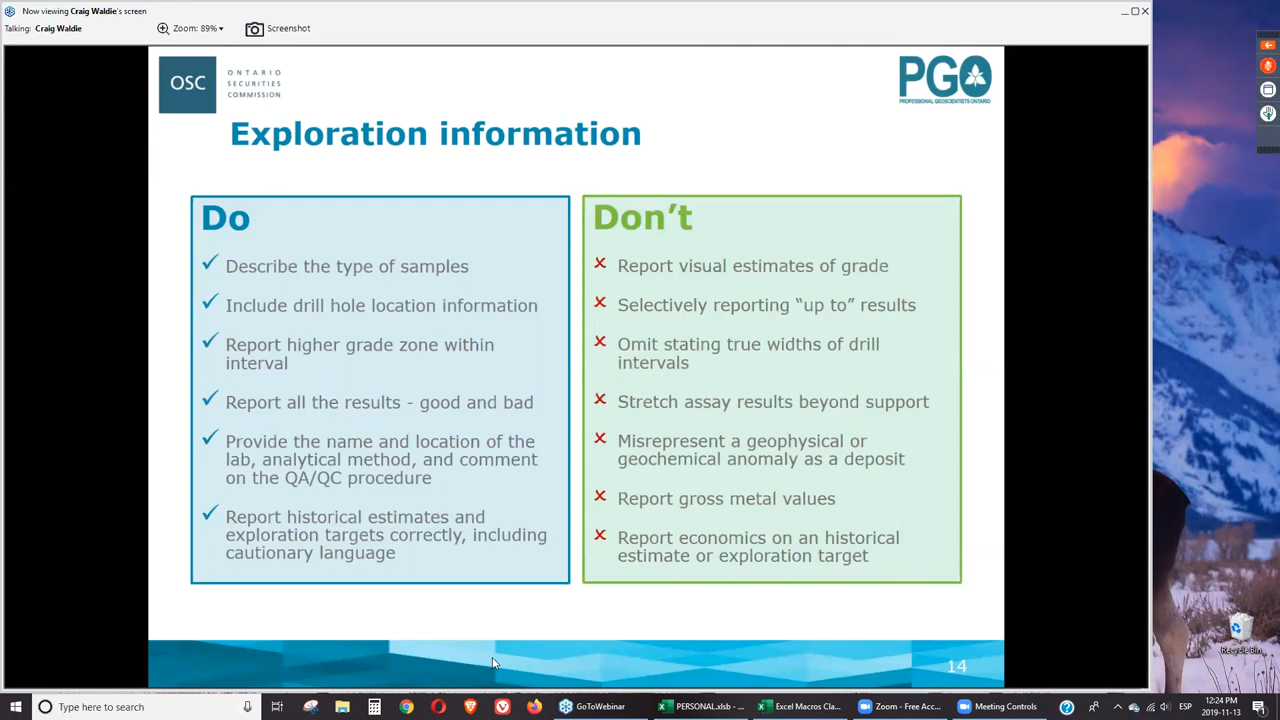 Now viewing Craig Waldie's screen
Talking: Craig Waldie
Zoom: 89%
Screenshot
OSC
ONTARIO
SECURITIES
COMMISSION
PGO
PROFESSIONAL GEOSCIENTISTS ONTARIO
Exploration information
Do
Describe the type of samples
Include drill hole location information
Report higher grade zone within
interval
Report all the results - good and bad
Provide the name and location of the
lab, analytical method, and comment
on the QA/QC procedure
Report historical estimates and
exploration targets correctly, including
cautionary language
Don't
Report visual estimates of grade
Selectively reporting “up to” results
Omit stating true widths of drill
intervals
Stretch assay results beyond support
Misrepresent a geophysical or
geochemical anomaly as a deposit
Report gross metal values
Report economics on an historical
estimate or exploration target
14
Recycle Bin
Type here to search
GoToWebinar
PERSONAL.xlsb - ...
Excel Macros Cla...
Zoom - Free Acc...
Meeting Controls
ESP
12:24 PM
2019-11-13